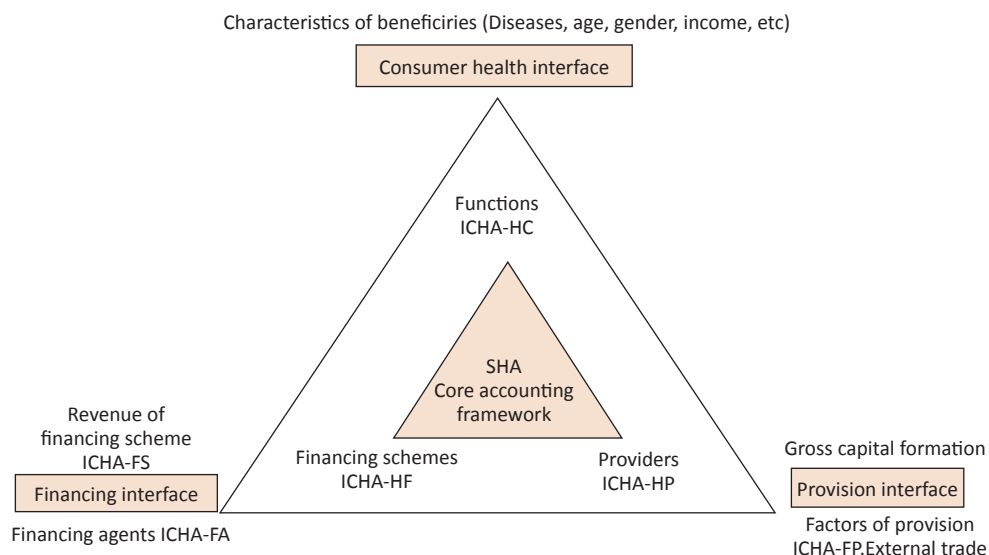 Characteristics of beneficiries (Diseases, age, gender, income, etc)
Consumer health interface
Functions
ICHA-HC
SHA
Core accounting
framework
Revenue of
financing scheme
ICHA-FS
Financing interface
Financing agents ICHA-FA
Financing schemes
ICHA-HF
Providers
ICHA-HP
Gross capital formation
Provision interface
Factors of provision
ICHA-FP.External trade